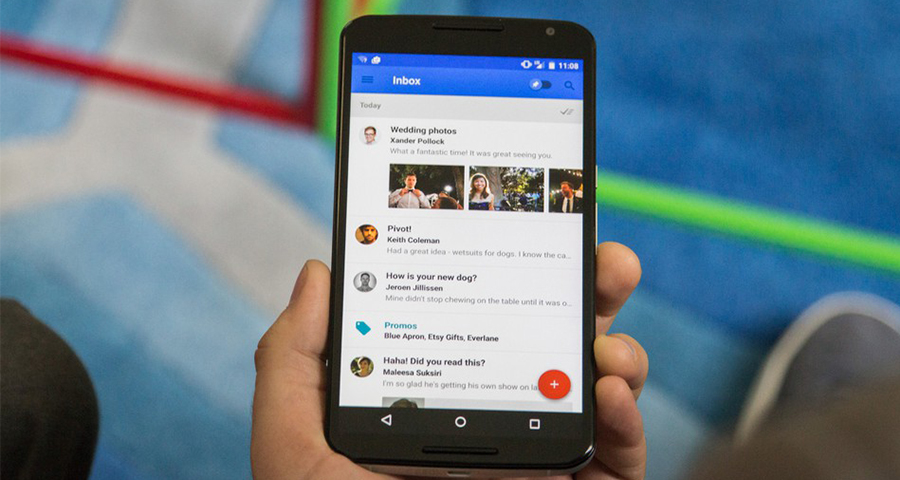 11:08
Inbox
Today
Wedding photos
Xander Pollock
What a fantastic time! It was great seeing you.
Pivot!
Keith Coleman
Had a great idea - wetsuits for dogs. I know the ca...
How is your new dog?
Jeroen Jillissen
Mine didn't stop chewing on the table until it was o...
Promos
Blue Apron, Etsy Gifts, Everlane
Haha! Did you read this?
Maleesa Suksiri
I'm so glad he's getting his own show on la